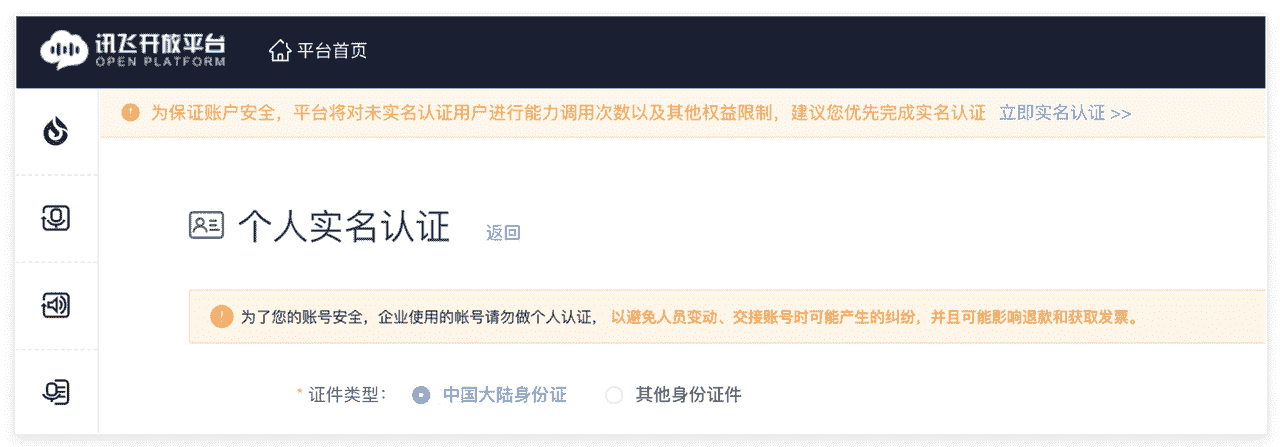 讯飞开放平台
OPEN PLATFORM
平台首页
为保证账户安全，平台将对未实名认证用户进行能力调用次数以及其他权益限制，建议您优先完成实名认证 立即实名认证 >>
个人实名认证 返回
为了您的账号安全，企业使用的帐号请勿做个人认证，以避免人员变动、交接账号时可能产生的纠纷，并且可能影响退款和获取发票。
* 证件类型： 中国大陆身份证 其他身份证件